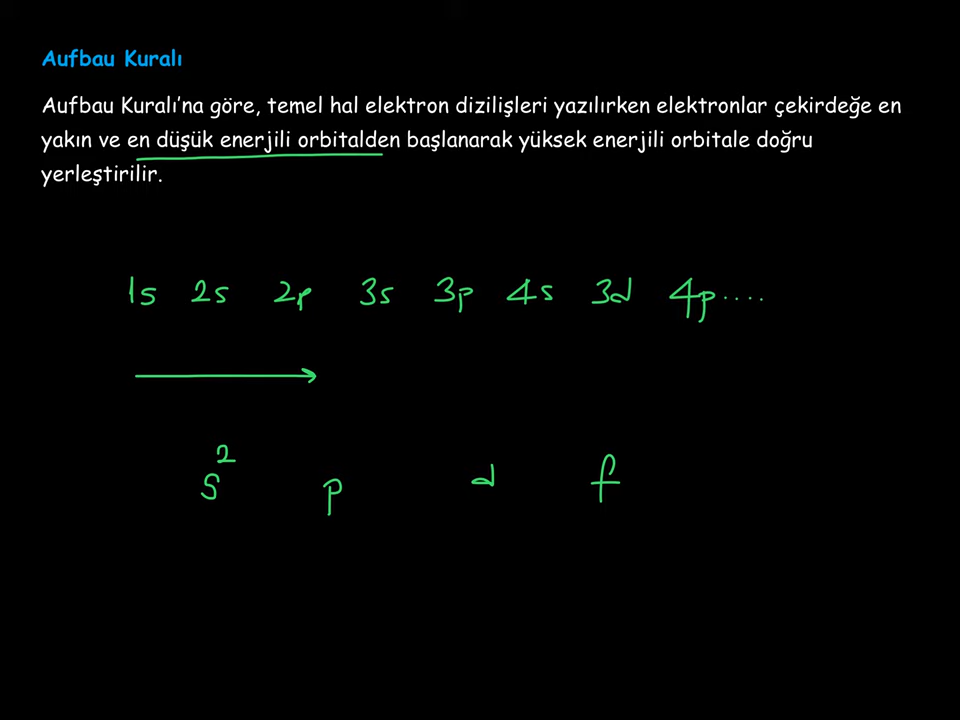 Aufbau Kuralı
Aufbau Kuralı’na göre, temel hal elektron dizilişleri yazılırken elektronlar çekirdeğe en
yakın ve en düşük enerjili orbitalden başlanarak yüksek enerjili orbitale doğru
yerleştirilir.
1s 2s 2p 3s 3p 4s 3d 4p....
s² p d f